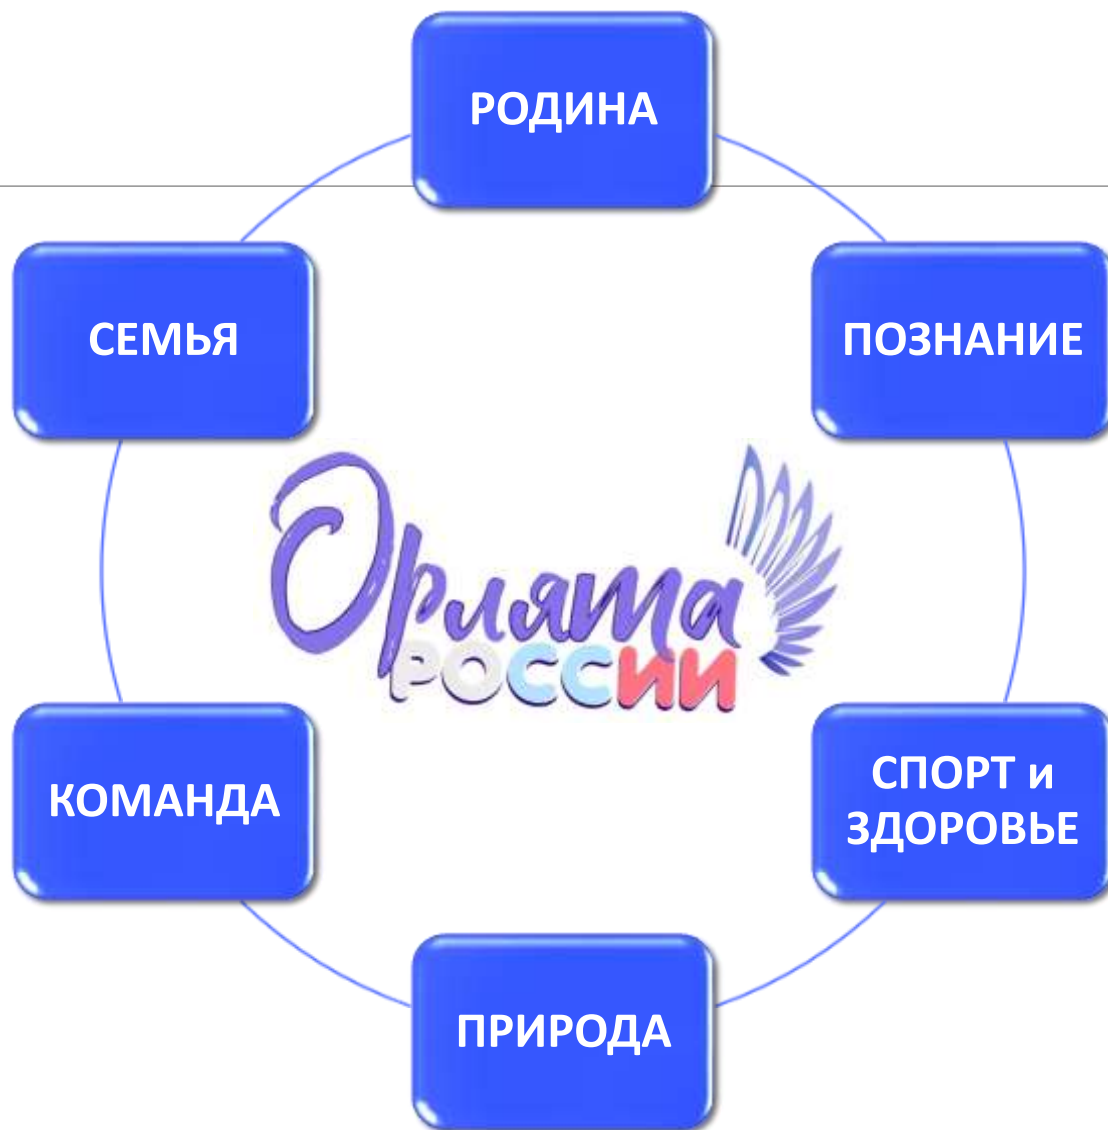 РОДИНА
СЕМЬЯ
ПОЗНАНИЕ
Орлята
РОССИИ
КОМАНДА
СПОРТ и
ЗДОРОВЬЕ
ПРИРОДА